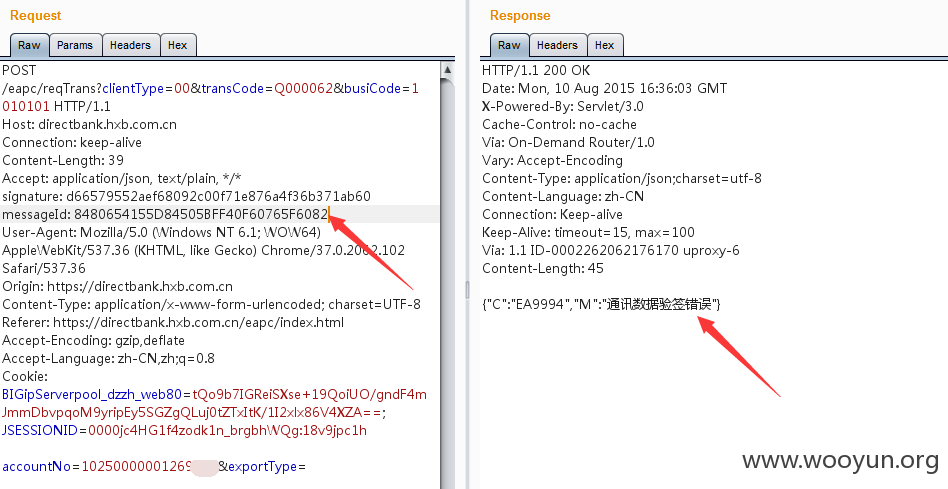 Request
Raw
Params
Headers
Hex
POST
/eapc/reqTrans?clientType=00&transCode=Q000062&busiCode=1
010101 HTTP/1.1
Host: directbank.hxb.com.cn
Connection: keep-alive
Content-Length: 39
Accept: application/json, text/plain, */*
signature: d66579552aef68092c00f71e876a4f36b371ab60
messageId: 8480654155D84505BFF40F60765F6082
User-Agent: Mozilla/5.0 (Windows NT 6.1; WOW64)
AppleWebKit/537.36 (KHTML, like Gecko) Chrome/37.0.2062.102
Safari/537.36
Origin: https://directbank.hxb.com.cn
Content-Type: application/x-www-form-urlencoded; charset=UTF-8
Referer: https://directbank.hxb.com.cn/eapc/index.html
Accept-Encoding: gzip,deflate
Accept-Language: zh-CN,zh;q=0.8
Cookie:
BIGipServerpool_dzzh_web80=tQo9b7IGReiSXse+19QoiUO/gndF4m
JmmDbvpqoM9yripEy5SGZgQLuj0tZTxItK/1I2xlx86V4XZA==;
JSESSIONID=0000jc4HG1f4zodk1n_brgbhWQg:18v9jpc1h
accountNo=10250000001269 &exportType=
Response
Raw
Headers
Hex
HTTP/1.1 200 OK
Date: Mon, 10 Aug 2015 16:36:03 GMT
X-Powered-By: Servlet/3.0
Cache-Control: no-cache
Via: On-Demand Router/1.0
Vary: Accept-Encoding
Content-Type: application/json;charset=utf-8
Content-Language: zh-CN
Connection: Keep-alive
Keep-Alive: timeout=15, max=100
Via: 1.1 ID-0002262062176170 uproxy-6
Content-Length: 45
{"C":"EA9994","M":"通讯数据验签错误"}
www.wooyun.org